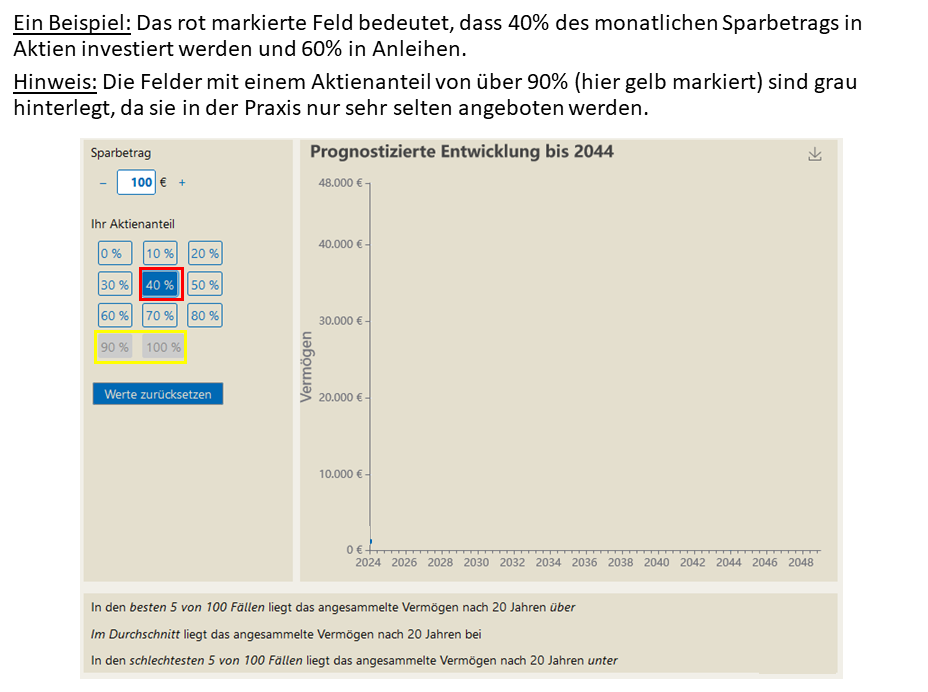 Ein Beispiel: Das rot markierte Feld bedeutet, dass 40% des monatlichen Sparbetrags in
Aktien investiert werden und 60% in Anleihen.
Hinweis: Die Felder mit einem Aktienanteil von über 90% (hier gelb markiert) sind grau
hinterlegt, da sie in der Praxis nur sehr selten angeboten werden.
Sparbetrag
– 100 € +
Ihr Aktienanteil
0 % 10 % 20 %
30 % 40 % 50 %
60 % 70 % 80 %
90 % 100 %
Werte zurücksetzen
Prognostizierte Entwicklung bis 2044
Vermögen
48.000 €
40.000 €
30.000 €
20.000 €
10.000 €
0 €
2024 2026 2028 2030 2032 2034 2036 2038 2040 2042 2044 2046 2048
In den besten 5 von 100 Fällen liegt das angesammelte Vermögen nach 20 Jahren über
Im Durchschnitt liegt das angesammelte Vermögen nach 20 Jahren bei
In den schlechtesten 5 von 100 Fällen liegt das angesammelte Vermögen nach 20 Jahren unter